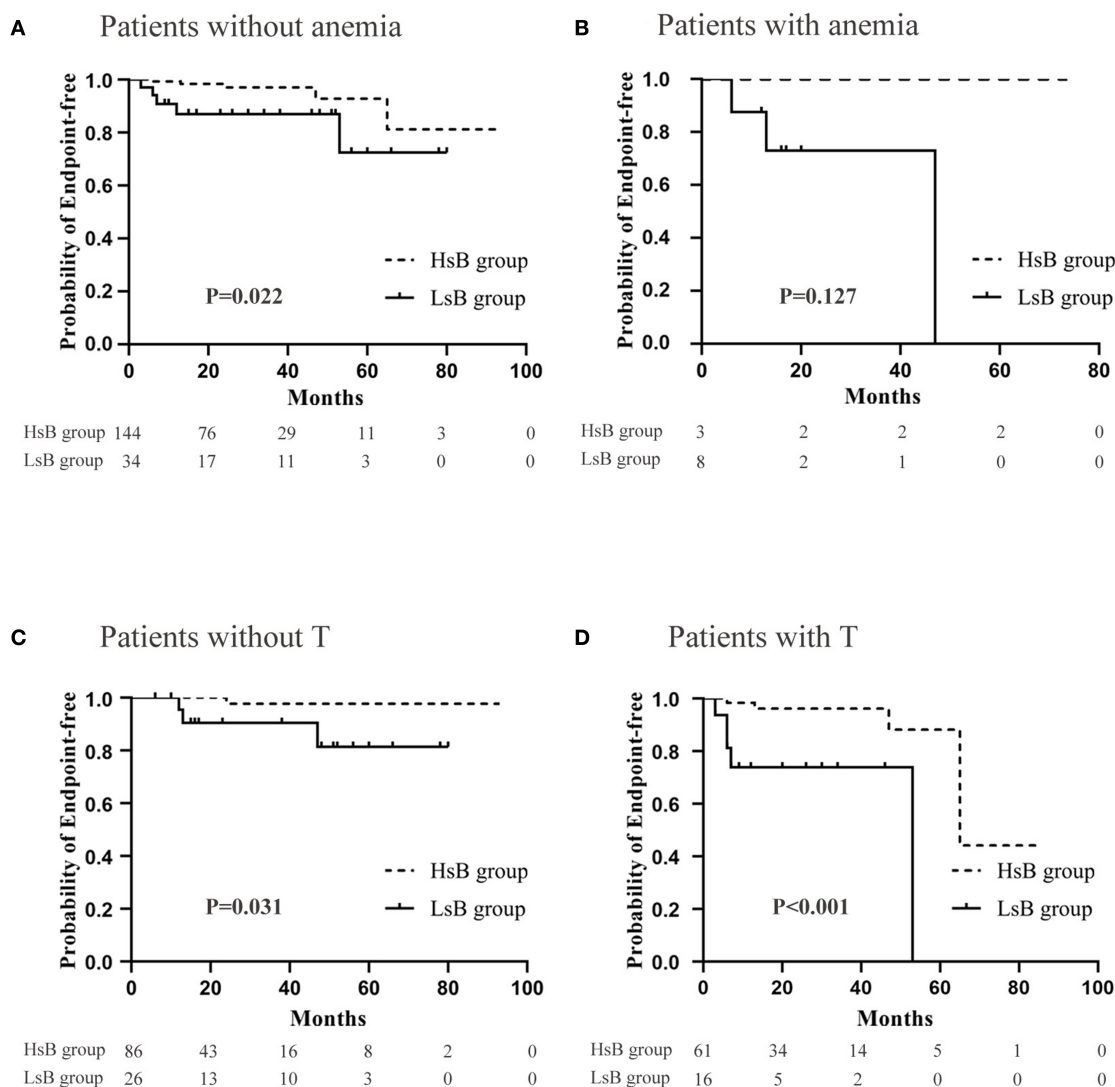 A Patients without anemia
Probability of Endpoint-free
1.0
0.8
0.6
0.4
0.2
0.0
HsB group
LsB group
P=0.022
0 20 40 60 80 100
Months
HsB group 144 76 29 11 3 0
LsB group 34 17 11 3 0 0
B Patients with anemia
Probability of Endpoint-free
1.0
0.8
0.6
0.4
0.2
0.0
HsB group
LsB group
P=0.127
0 20 40 60 80
Months
HsB group 3 2 2 2 0
LsB group 8 2 1 0 0
C Patients without T
Probability of Endpoint-free
1.0
0.8
0.6
0.4
0.2
0.0
HsB group
LsB group
P=0.031
0 20 40 60 80 100
Months
HsB group 86 43 16 8 2 0
LsB group 26 13 10 3 0 0
D Patients with T
Probability of Endpoint-free
1.0
0.8
0.6
0.4
0.2
0.0
HsB group
LsB group
P<0.001
0 20 40 60 80 100
Months
HsB group 61 34 14 5 1 0
LsB group 16 5 2 0 0 0